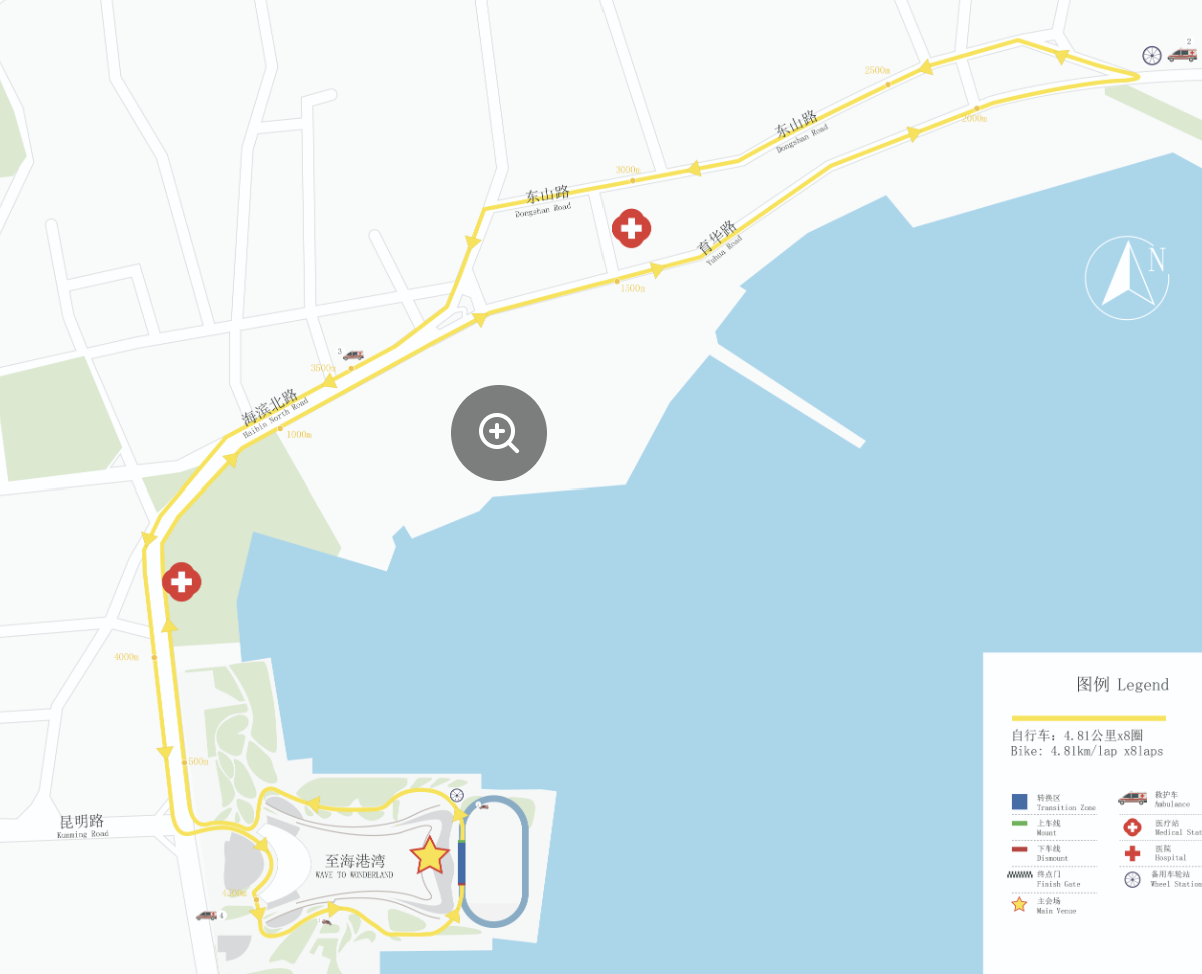 2
2500m
东山路
Dongshan Road
2000m
3000m
东山路
Dongshan Road
育华路
Yuhua Road
N
1500m
3
3500m
海滨北路
Haibin North Road
1000m
4000m
500m
昆明路
Kunming Road
至海港湾
WAVE TO WONDERLAND
4
图例 Legend
自行车: 4.81公里x8圈
Bike: 4.81km/lap x8laps
转换区
Transition Zone
救护车
Ambulance
上车线
Mount
医疗站
Medical Stat
下车线
Dismount
医院
Hospital
终点门
Finish Gate
备用车轮站
Wheel Station
主会场
Main Venue